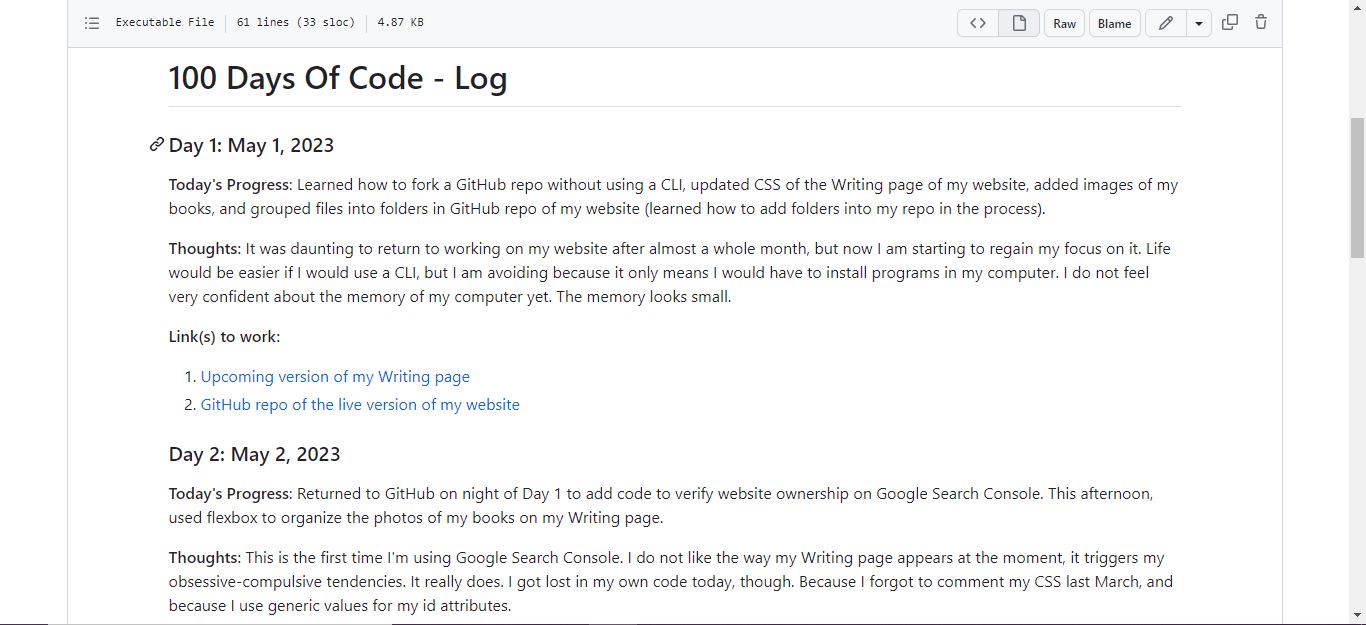 Executable File 61 lines (33 sloc) 4.87 KB Raw Blame
100 Days Of Code - Log
Day 1: May 1, 2023
Today's Progress: Learned how to fork a GitHub repo without using a CLI, updated CSS of the Writing page of my website, added images of my
books, and grouped files into folders in GitHub repo of my website (learned how to add folders into my repo in the process).
Thoughts: It was daunting to return to working on my website after almost a whole month, but now I am starting to regain my focus on it. Life
would be easier if I would use a CLI, but I am avoiding because it only means I would have to install programs in my computer. I do not feel
very confident about the memory of my computer yet. The memory looks small.
Link(s) to work:
1. Upcoming version of my Writing page
2. GitHub repo of the live version of my website
Day 2: May 2, 2023
Today's Progress: Returned to GitHub on night of Day 1 to add code to verify website ownership on Google Search Console. This afternoon,
used flexbox to organize the photos of my books on my Writing page.
Thoughts: This is the first time I'm using Google Search Console. I do not like the way my Writing page appears at the moment, it triggers my
obsessive-compulsive tendencies. It really does. I got lost in my own code today, though. Because I forgot to comment my CSS last March, and
because I use generic values for my id attributes.